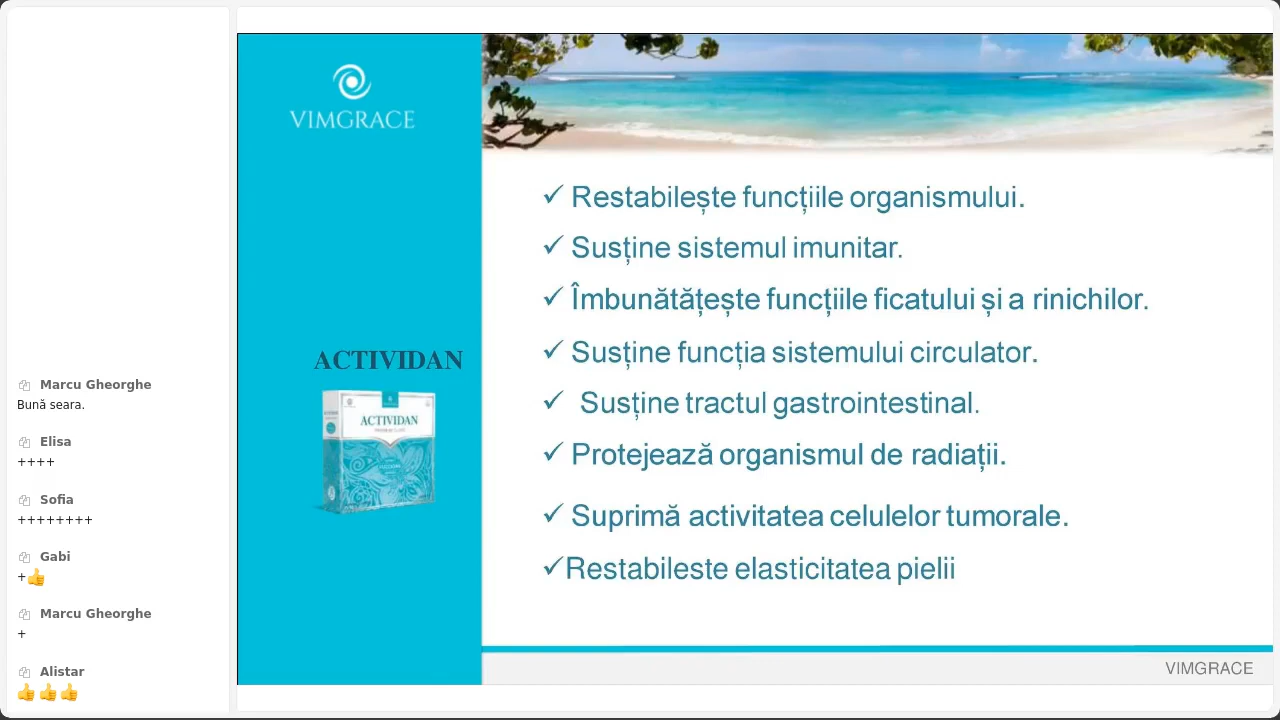 Marcu Gheorghe
Bună seara.
Elisa
++++
Sofia
++++++++
Gabi
+👍
Marcu Gheorghe
+
Alistar
👍👍👍
VIMGRACE
ACTIVIDAN
ACTIVIDAN
Restabilește funcțiile organismului.
Susține sistemul imunitar.
Îmbunătățește funcțiile ficatului și a rinichilor.
Susține funcția sistemului circulator.
Susține tractul gastrointestinal.
Protejează organismul de radiații.
Suprimă activitatea celulelor tumorale.
Restabileste elasticitatea pielii
VIMGRACE